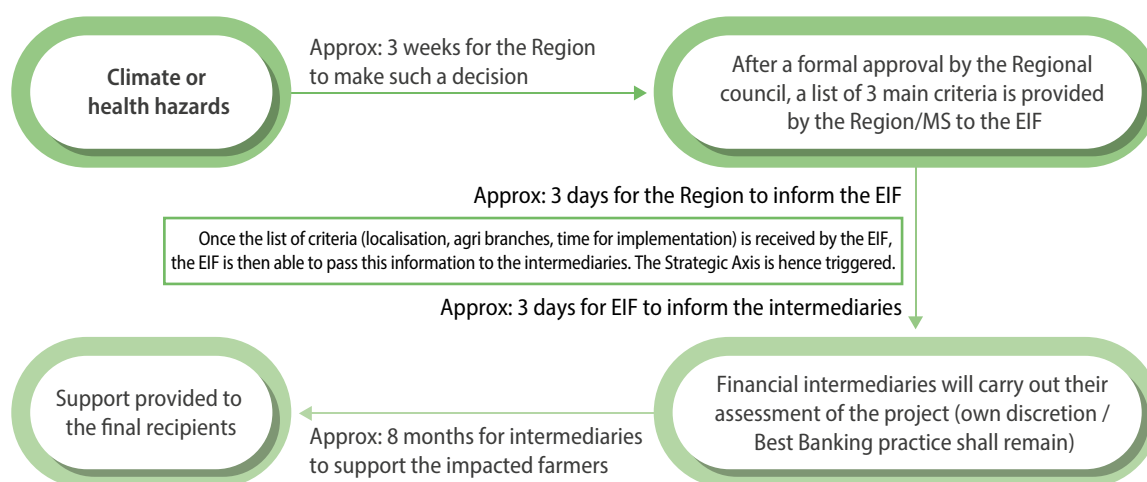 Climate or
health hazards
Approx: 3 weeks for the Region
to make such a decision
After a formal approval by the Regional
council, a list of 3 main criteria is provided
by the Region/MS to the EIF
Approx: 3 days for the Region to inform the EIF
Once the list of criteria (localisation, agri branches, time for implementation) is received by the EIF,
the EIF is then able to pass this information to the intermediaries. The Strategic Axis is hence triggered.
Approx: 3 days for EIF to inform the intermediaries
Financial intermediaries will carry out their
assessment of the project (own discretion /
Best Banking practice shall remain)
Approx: 8 months for intermediaries
to support the impacted farmers
Support provided to
the final recipients